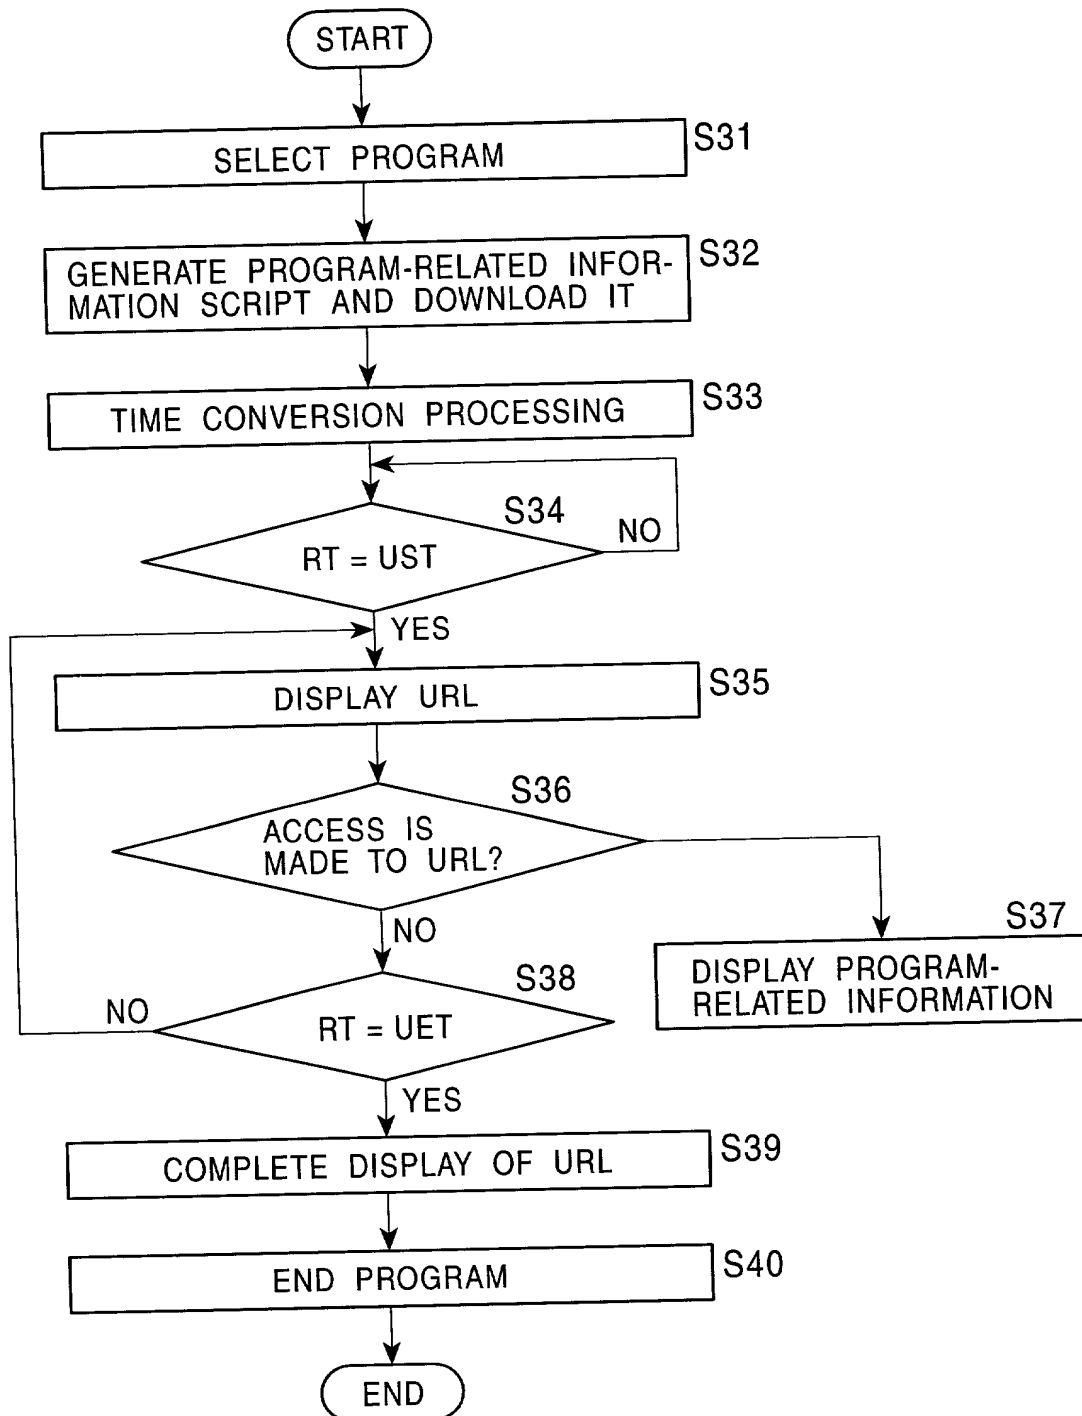 START
S31
SELECT PROGRAM
S32
GENERATE PROGRAM-RELATED INFOR-
MATION SCRIPT AND DOWNLOAD IT
S33
TIME CONVERSION PROCESSING
S34
RT = UST
NO
YES
S35
DISPLAY URL
S36
ACCESS IS
MADE TO URL?
NO
S37
DISPLAY PROGRAM-
RELATED INFORMATION
S38
RT = UET
NO
YES
S39
COMPLETE DISPLAY OF URL
S40
END PROGRAM
END